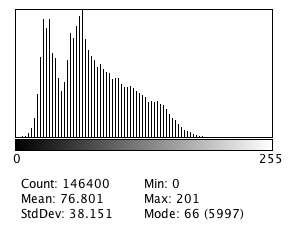 0 255
Count: 146400 Min: 0
Mean: 76.801 Max: 201
StdDev: 38.151 Mode: 66 (5997)